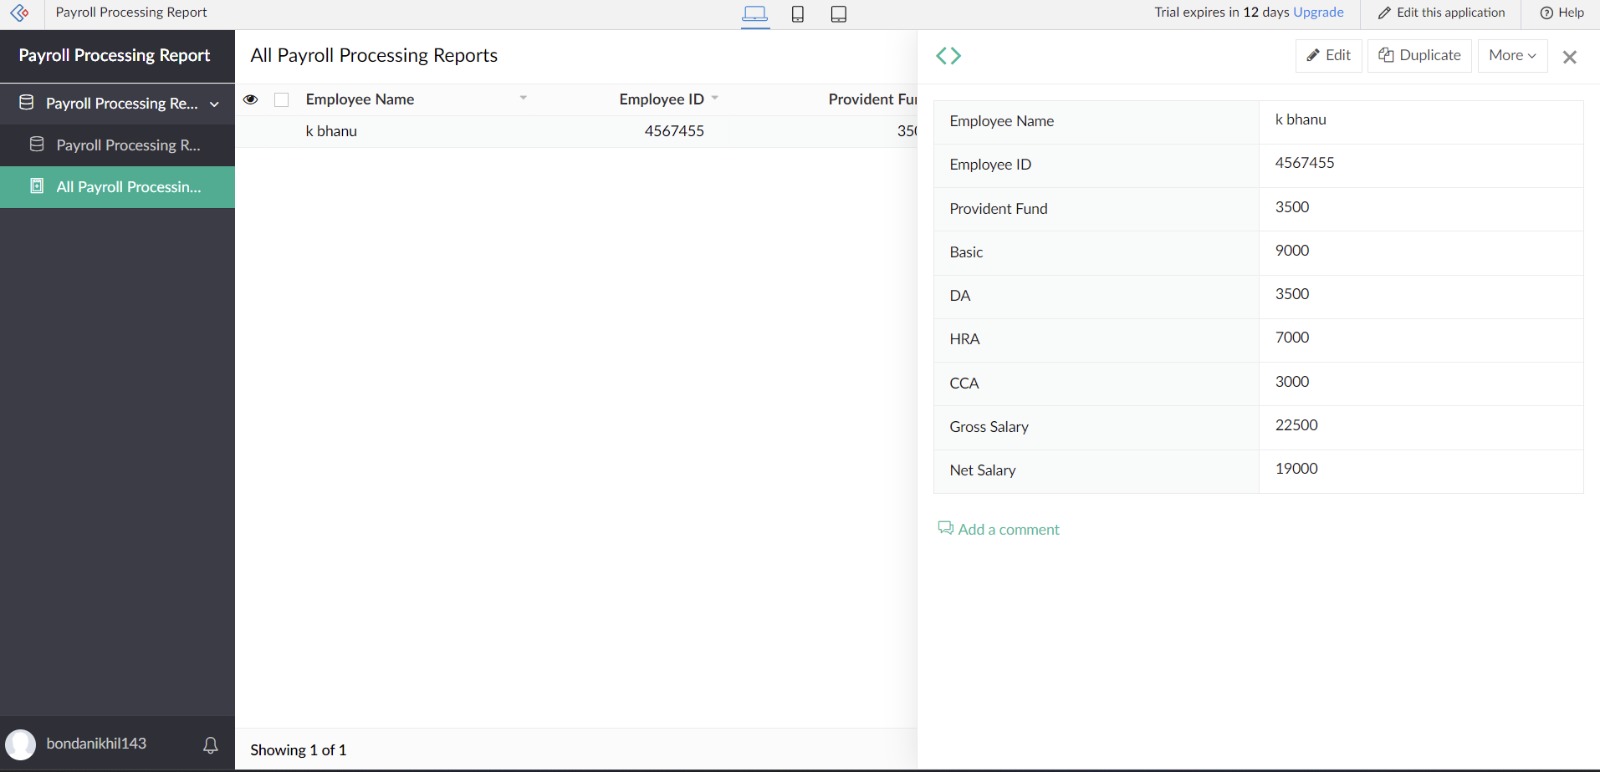 Payroll Processing Report
Trial expires in 12 days Upgrade
Edit this application
Help
Payroll Processing Report
Payroll Processing Re...
Payroll Processing R...
All Payroll Processin...
bondanikhil143
All Payroll Processing Reports
Employee Name Employee ID Provident Fu
k bhanu 4567455 350
Showing 1 of 1
Edit Duplicate More
Employee Name k bhanu
Employee ID 4567455
Provident Fund 3500
Basic 9000
DA 3500
HRA 7000
CCA 3000
Gross Salary 22500
Net Salary 19000
Add a comment